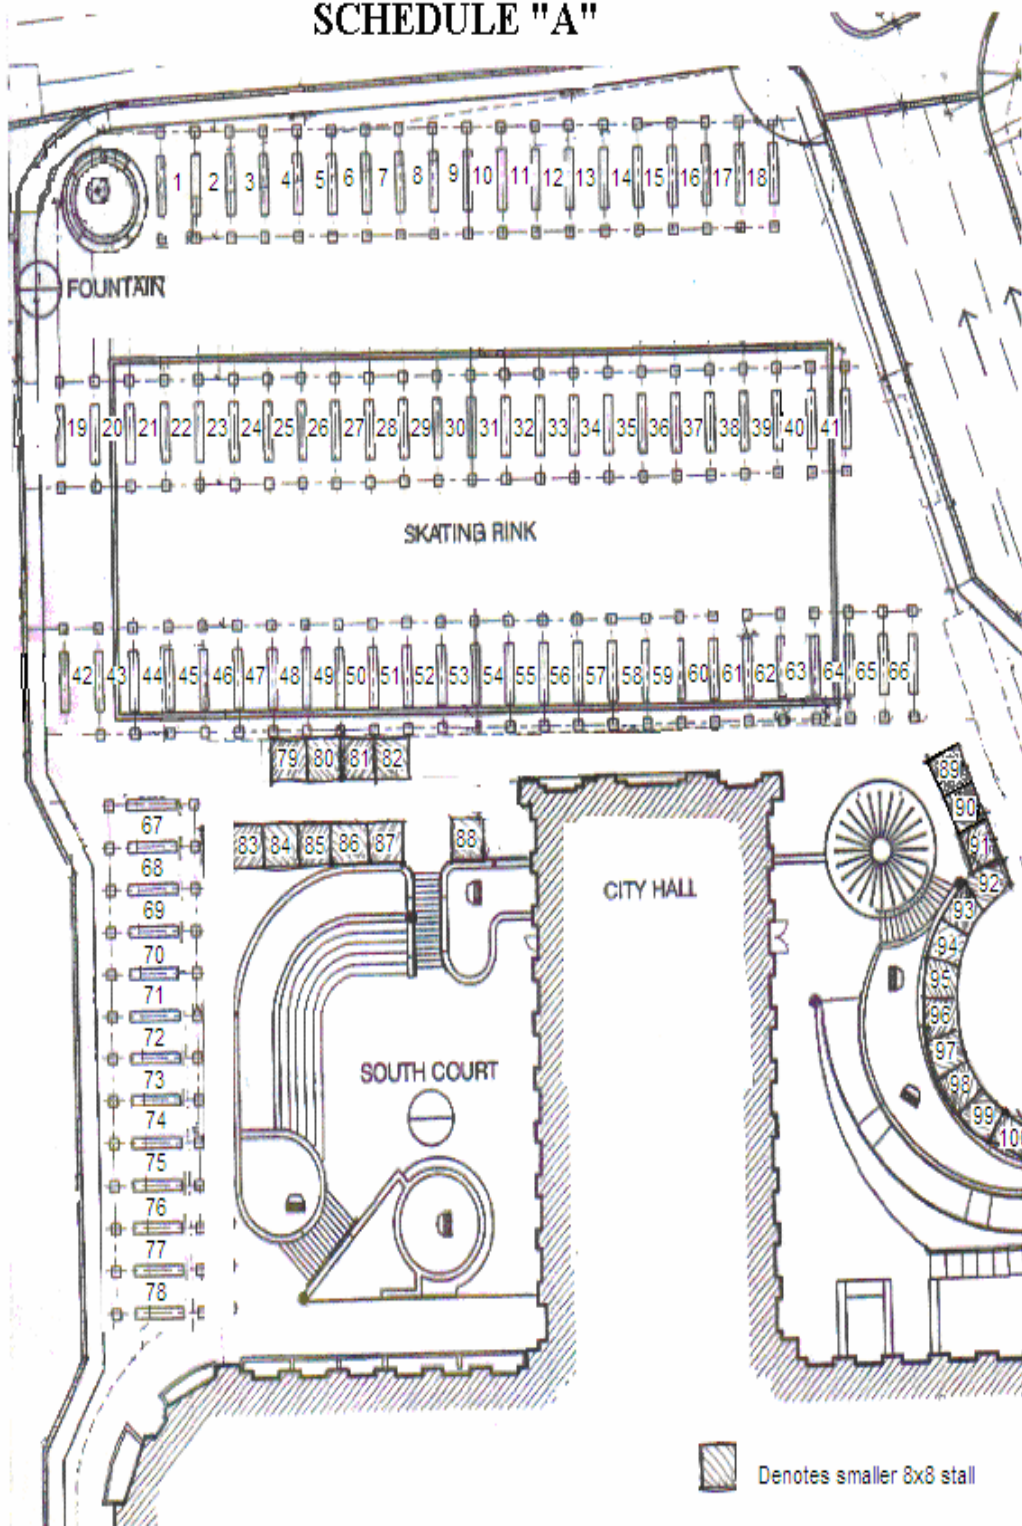 SCHEDULE "A"
1 2 3 4 5 6 7 8 9 10 11 12 13 14 15 16 17 18
FOUNTAIN
19 20 21 22 23 24 25 26 27 28 29 30 31 32 33 34 35 36 37 38 39 40 41
SKATING RINK
42 43 44 45 46 47 48 49 50 51 52 53 54 55 56 57 58 59 60 61 62 63 64 65 66
79 80 81 82
89
90
67
83 84 85 86 87 88
91
68
CITY HALL
92
69
93
94
70
95
71
96
72
97
73
SOUTH COURT
98
74
99
100
75
76
77
78
Denotes smaller 8x8 stall